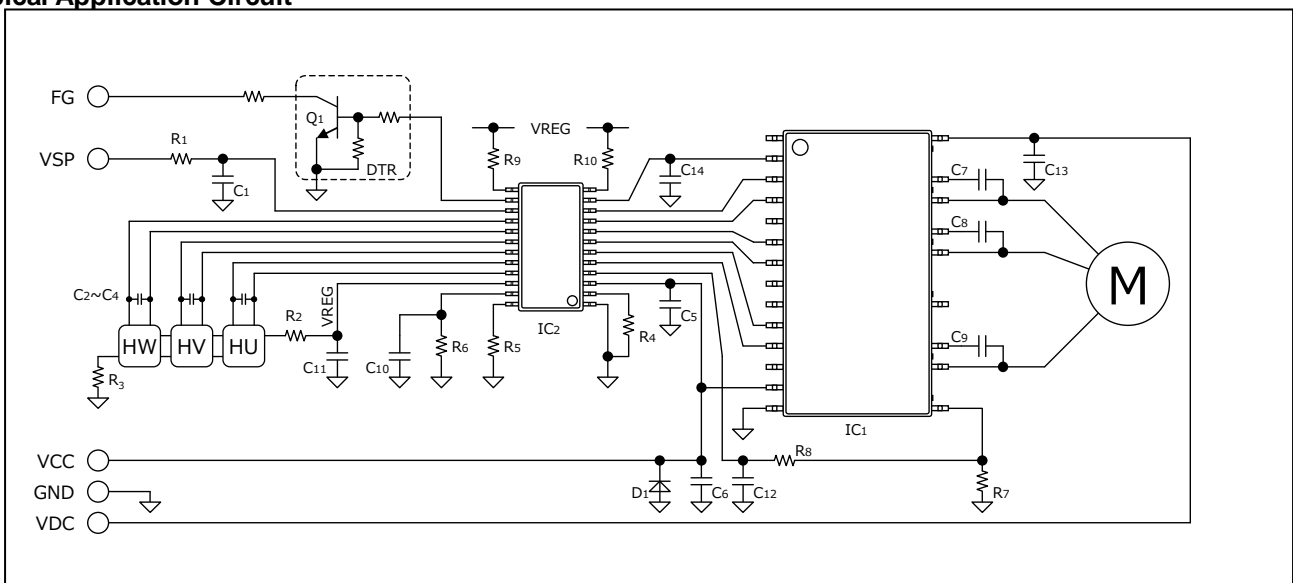 Application Circuit
FG
Q1
DTR
VREG
R9
R10
R1
VSP
C1
C14
C13
C7
C8
M
C2~C4
VREG
R2
HW
HV
HU
R3
C11
C10
R6
R5
IC2
R4
C5
C9
IC1
VCC
R8
GND
D1
C6
C12
R7
VDC